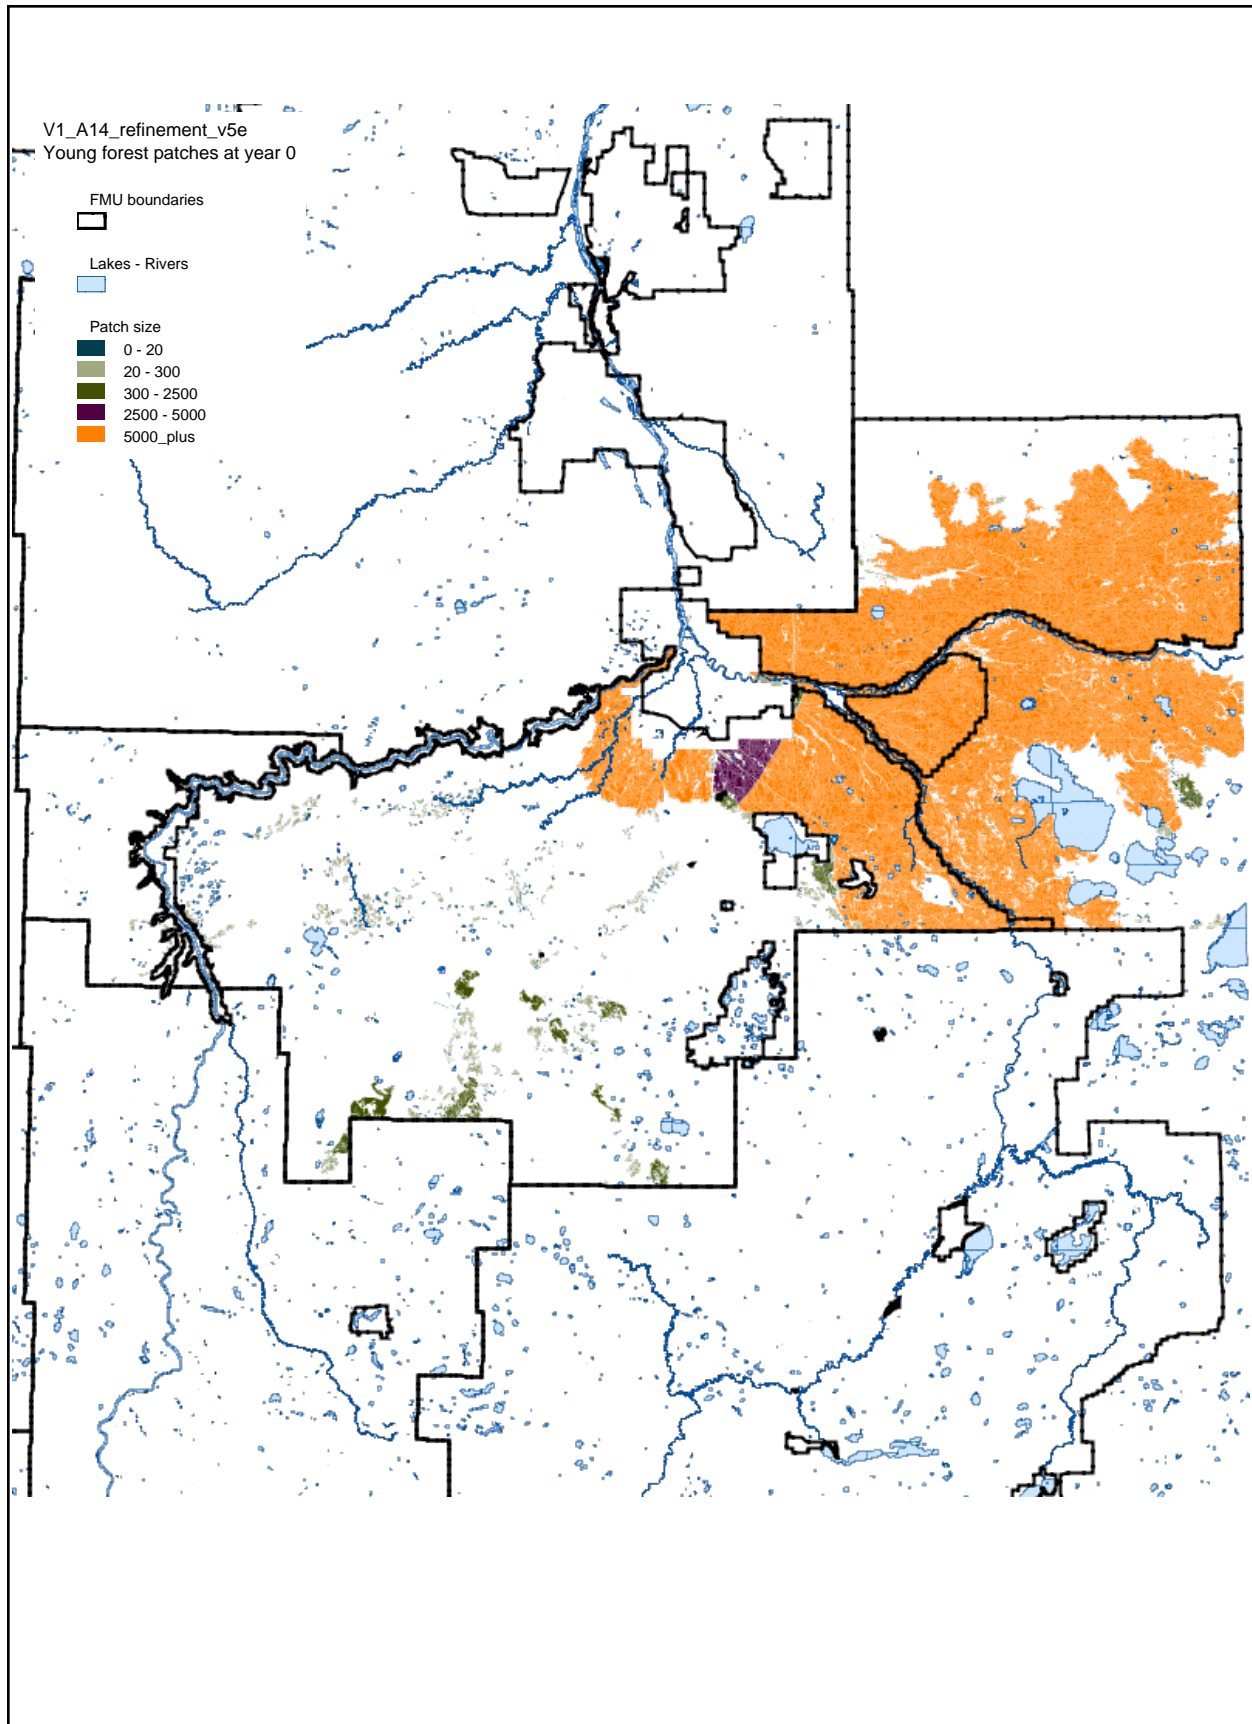 V1_A14_refinement_v5e
Young forest patches at year 0
FMU boundaries
Lakes - Rivers
Patch size
0 - 20
20 - 300
300 - 2500
2500 - 5000
5000_plus